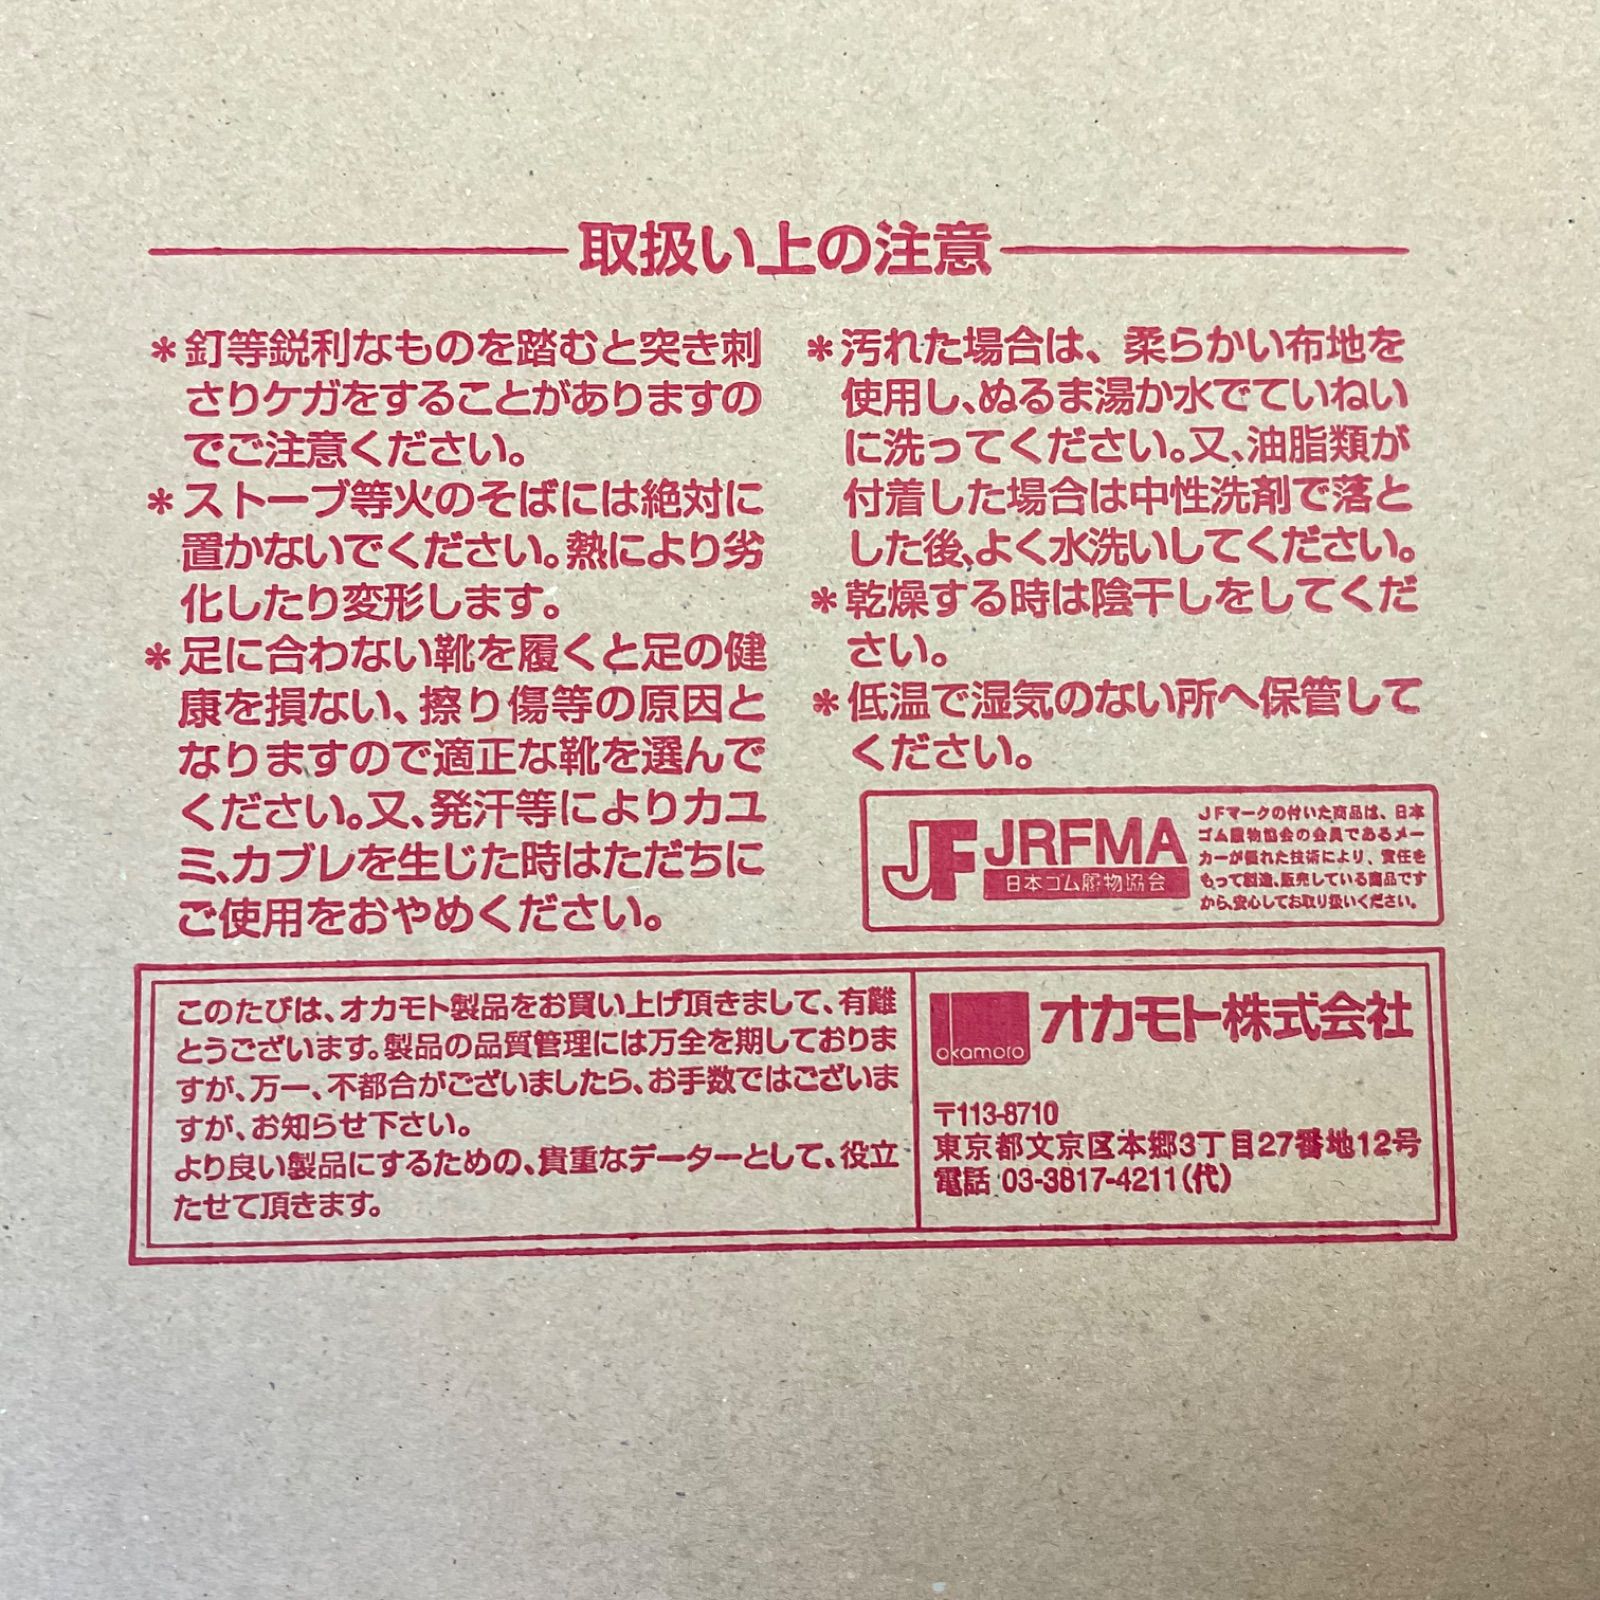 取扱い上の注意
＊釘等鋭利なものを踏むと突き刺
さりケガをすることがありますの
でご注意ください。
＊ストーブ等火のそばには絶対に
置かないでください。熱により劣
化したり変形します。
＊足に合わない靴を履くと足の健
康を損ない、擦り傷等の原因と
なりますので適正な靴を選んで
ください。又、発汗等によりカユ
ミ、カブレを生じた時はただちに
ご使用をおやめください。
＊汚れた場合は、柔らかい布地を
使用し、ぬるま湯か水でていねい
に洗ってください。又、油脂類が
付着した場合は中性洗剤で落と
した後、よく水洗いしてください。
＊乾燥する時は陰干しをしてくだ
さい。
＊低温で湿気のない所へ保管して
ください。
JF JRFMA
日本ゴム履物協会
JFマークの付いた商品は、日本
ゴム履物協会の会員であるメー
カーが優れた技術により、責任を
もって製造、販売している商品です
から、安心してお取り扱いください。
このたびは、オカモト製品をお買い上げ頂きまして、有難
とうございます。製品の品質管理には万全を期しておりま
すが、万一、不都合がございましたら、お手数ではございま
すが、お知らせ下さい。
より良い製品にするための、貴重なデーターとして、役立
たせて頂きます。
okamoto
オカモト株式会社
〒113-8710
東京都文京区本郷3丁目27番地12号
電話 03-3817-4211(代)